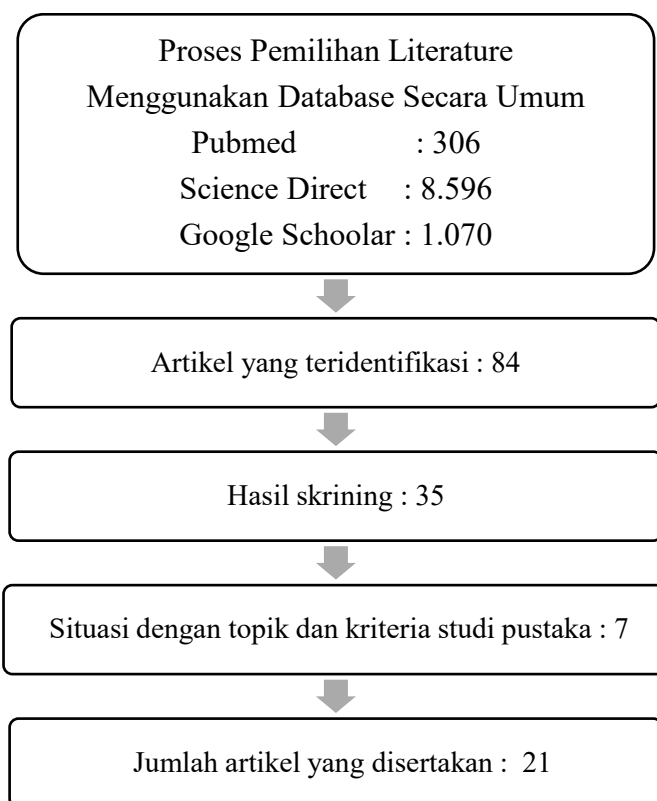 Proses Pemilihan Literature
Menggunakan Database Secara Umum
Pubmed : 306
Science Direct : 8.596
Google Schoolar : 1.070
Artikel yang teridentifikasi : 84
Hasil skrining : 35
Situasi dengan topik dan kriteria studi pustaka : 7
Jumlah artikel yang disertakan : 21